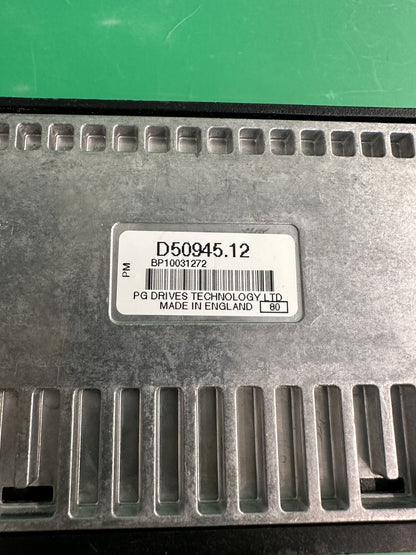 D50945.12
BP10031272
PM
PG DRIVES TECHNOLOGY LTD
MADE IN ENGLAND 80